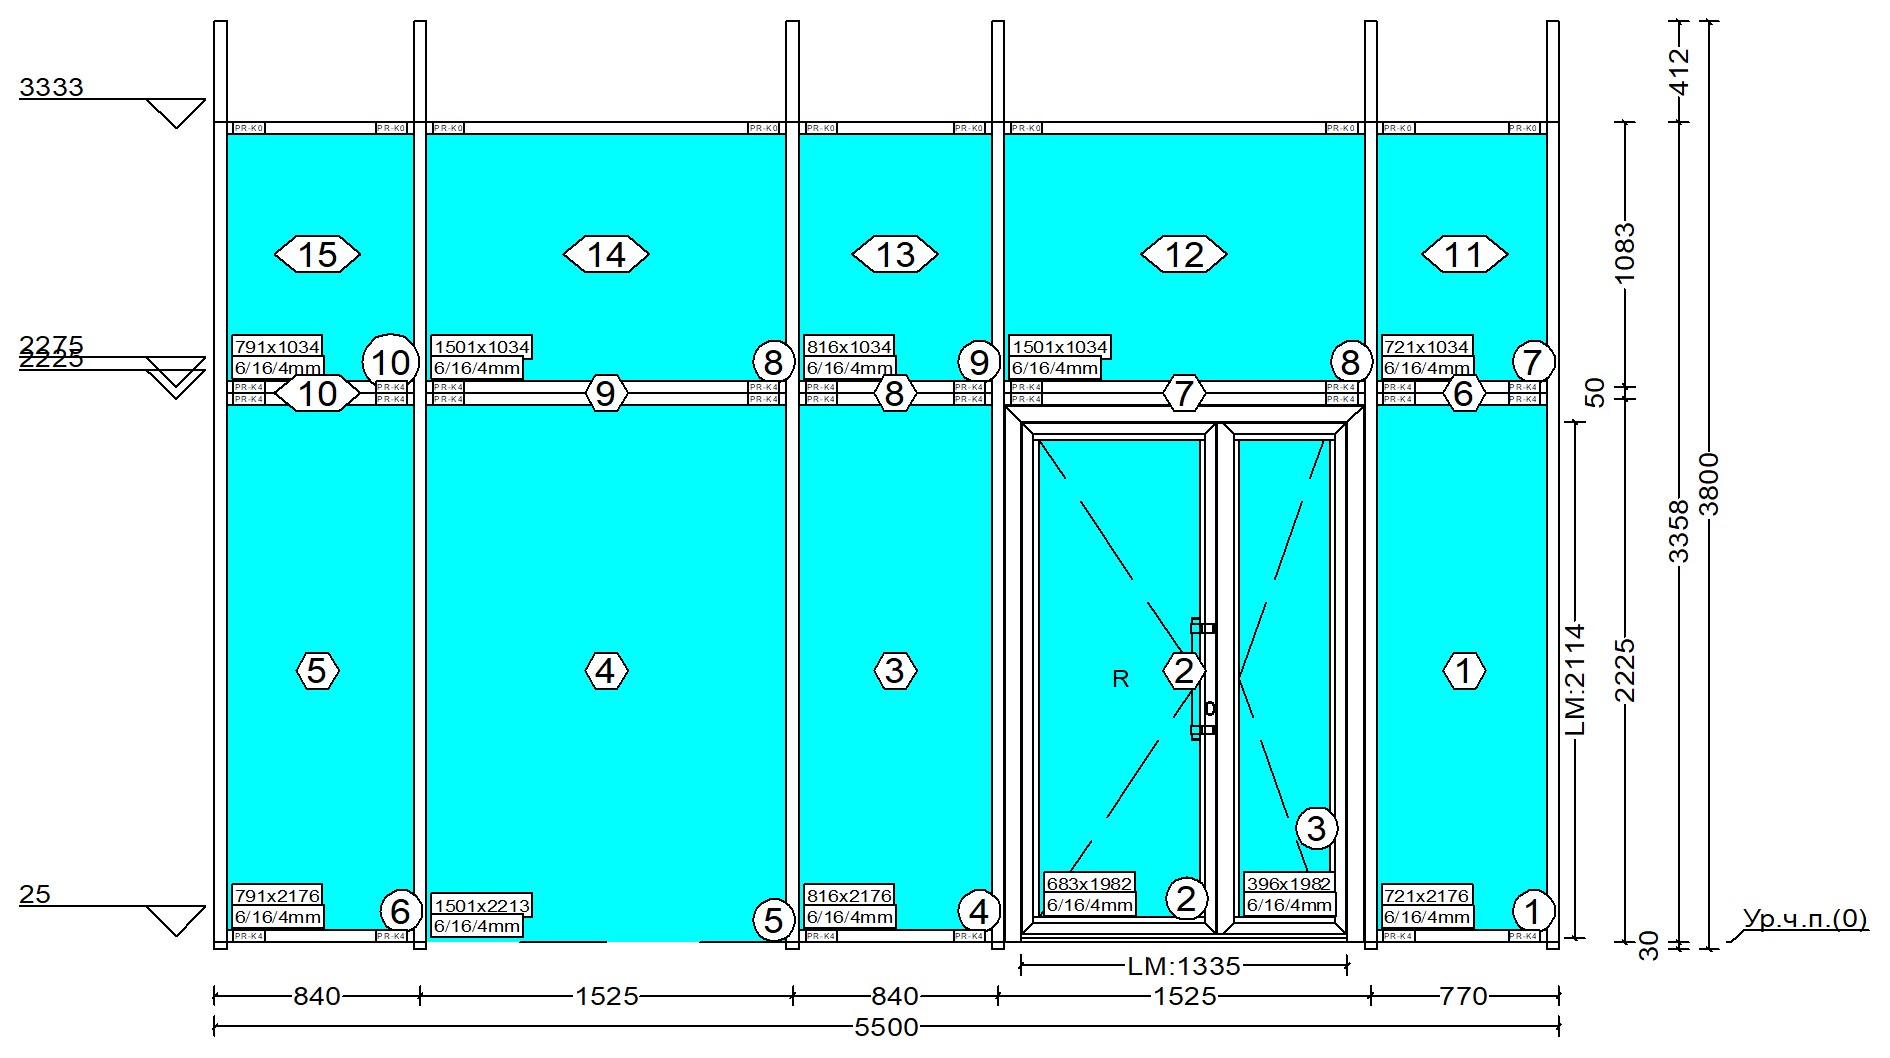 3333
412
PR-K0 PR-K0 PR-K0 PR-K0 PR-K0 PR-K0 PR-K0 PR-K0 PR-K0 PR-K0
15 14 13 12 11
1083
2275
2225
791x1034
6/16/4mm
10
1501x1034
6/16/4mm
8
816x1034
6/16/4mm
9
1501x1034
6/16/4mm
8
721x1034
6/16/4mm
7
PR-K4 PR-K4 PR-K4 PR-K4 PR-K4 PR-K4 PR-K4 PR-K4 PR-K4 PR-K4
10 9 8 7 6
PR-K4 PR-K4 PR-K4 PR-K4 PR-K4 PR-K4 PR-K4 PR-K4 PR-K4 PR-K4
50
3800
3358
5 4 3 R 2 1
LM:2114
2225
3
25
791x2176
6/16/4mm
6
1501x2213
6/16/4mm
5
816x2176
6/16/4mm
4
683x1982
6/16/4mm
2
396x1982
6/16/4mm
721x2176
6/16/4mm
1
PR-K4 PR-K4 PR-K4 PR-K4 PR-K4 PR-K4
Ур.ч.п.(0)
30
LM:1335
840 1525 840 1525 770
5500